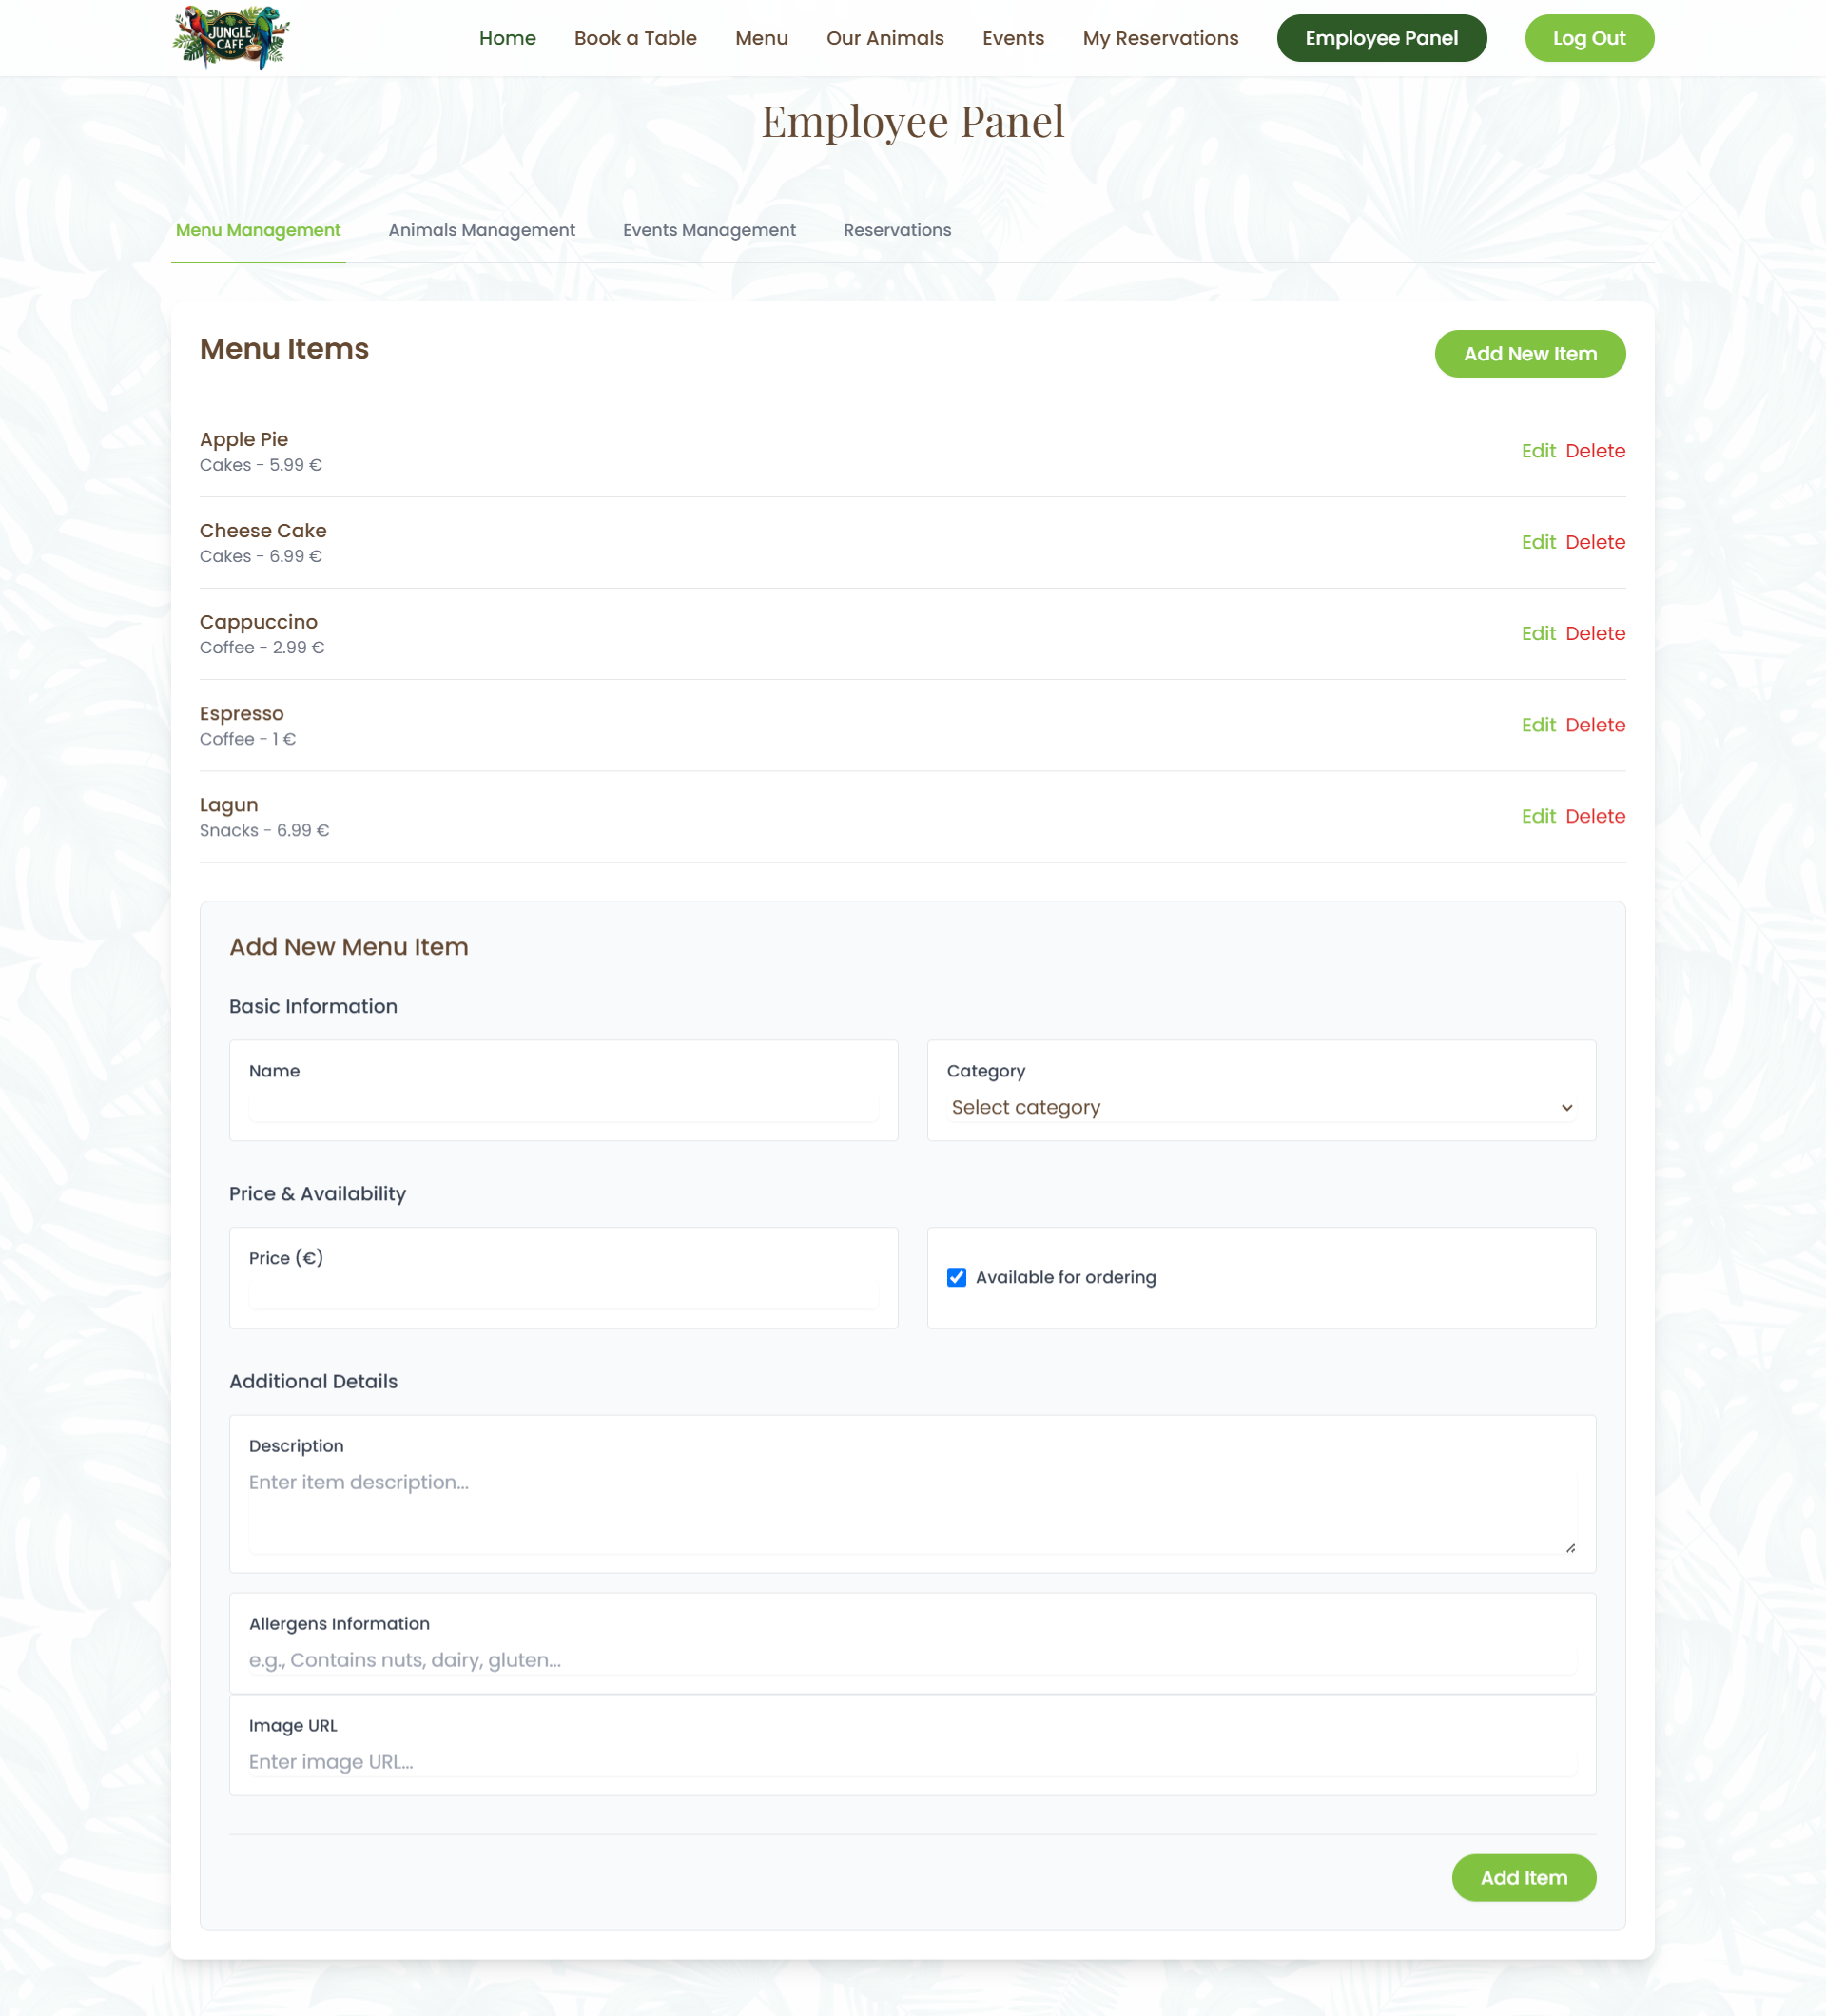 JUNGLE
CAFE
Home Book a Table Menu Our Animals Events My Reservations Employee Panel Log Out
Employee Panel
Menu Management Animals Management Events Management Reservations
Menu Items Add New Item
Apple Pie
Cakes - 5.99 €
Edit Delete
Cheese Cake
Cakes - 6.99 €
Edit Delete
Cappuccino
Coffee - 2.99 €
Edit Delete
Espresso
Coffee - 1 €
Edit Delete
Lagun
Snacks - 6.99 €
Edit Delete
Add New Menu Item
Basic Information
Name
Category
Select category
Price & Availability
Price (€)
Available for ordering
Additional Details
Description
Enter item description...
Allergens Information
e.g., Contains nuts, dairy, gluten...
Image URL
Enter image URL...
Add Item